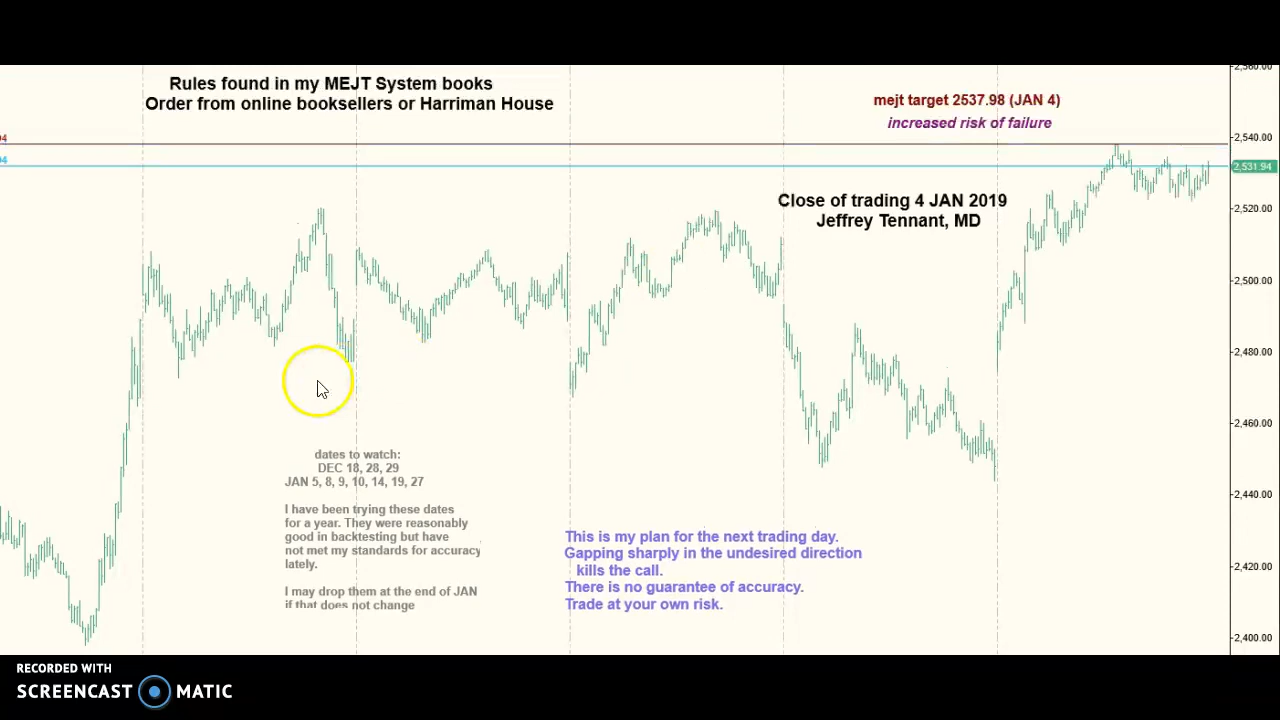 Rules found in my MEJT System books
Order from online booksellers or Harriman House
mejt target 2537.98 (JAN 4)
increased risk of failure
2,560.00
2,540.00
94
94
2,531.94
Close of trading 4 JAN 2019
Jeffrey Tennant, MD
2,520.00
2,500.00
2,480.00
2,460.00
2,440.00
2,420.00
2,400.00
dates to watch:
DEC 18, 28, 29
JAN 5, 8, 9, 10, 14, 19, 27
I have been trying these dates
for a year. They were reasonably
good in backtesting but have
not met my standards for accuracy
lately.
I may drop them at the end of JAN
if that does not change
This is my plan for the next trading day.
Gapping sharply in the undesired direction
kills the call.
There is no guarantee of accuracy.
Trade at your own risk.
RECORDED WITH
SCREENCAST MATIC